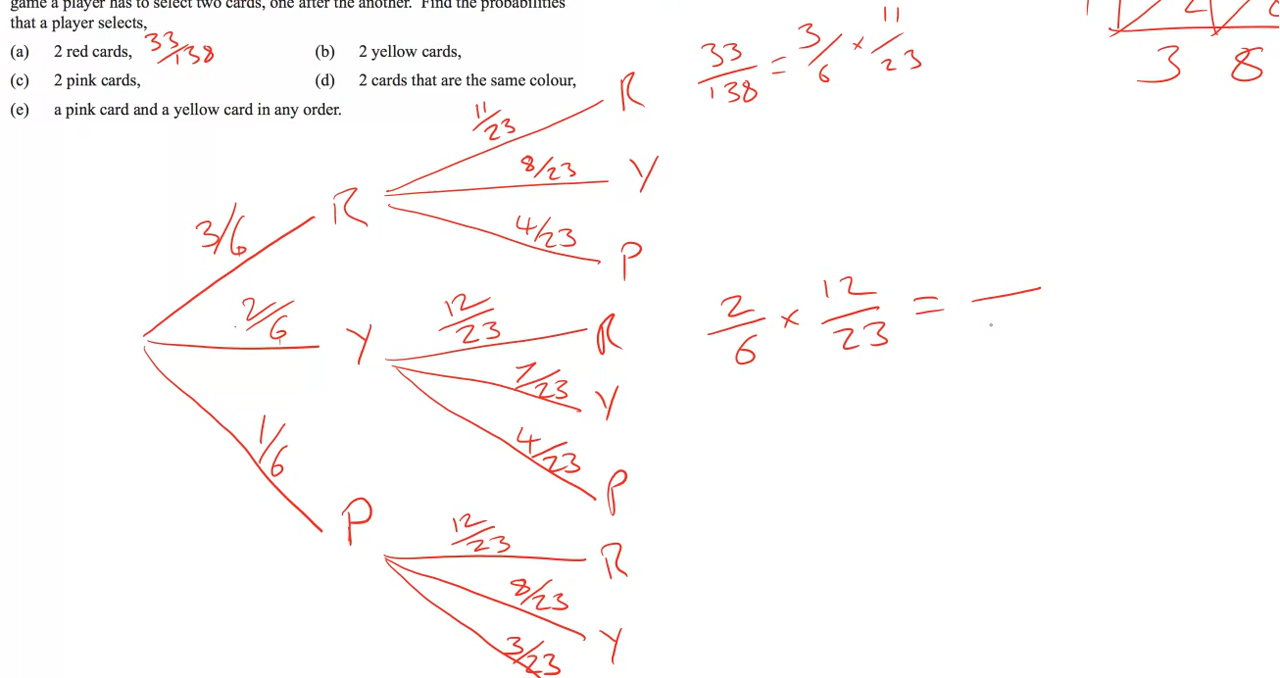 game a player has to select two cards, one after the another. Find the probabilities
that a player selects,
(a) 2 red cards, 33/138 (b) 2 yellow cards,
(c) 2 pink cards, (d) 2 cards that are the same colour,
(e) a pink card and a yellow card in any order.
33/138 = 3/6 × 11/23
3 8
11/23 R
8/23 Y
3/6 R
4/23 P
2/6 × 12/23 =
2/6 Y
12/23 R
7/23 Y
4/23 P
1/6 P
12/23 R
8/23 Y
3/23